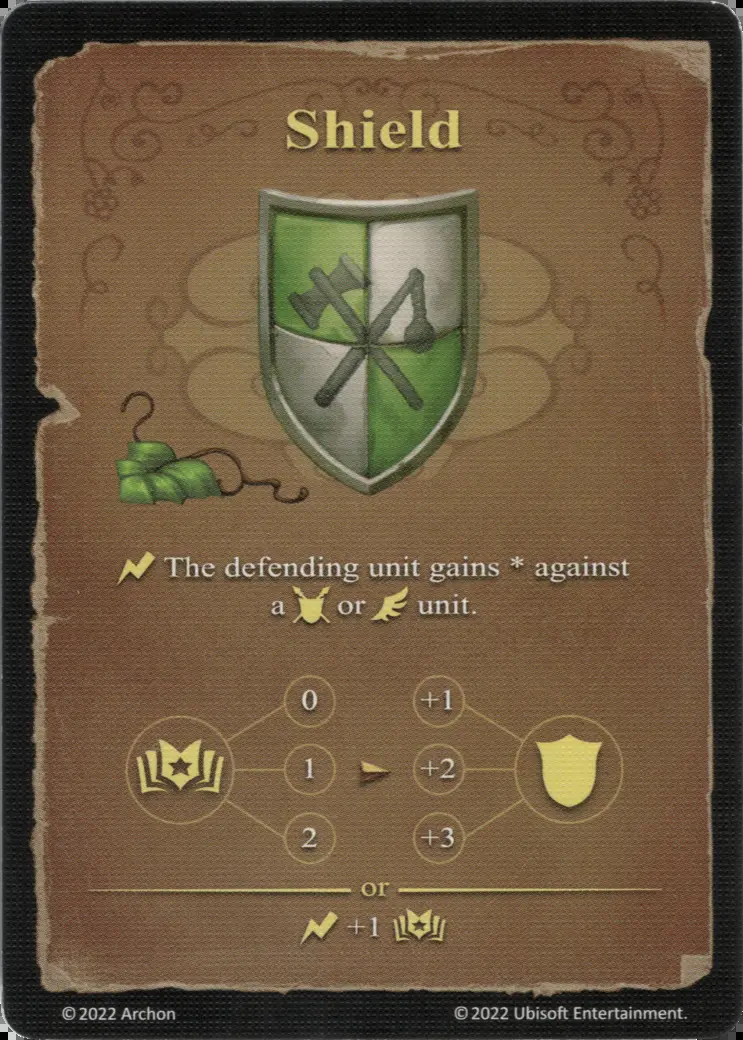 Shield
The defending unit gains * against
a or unit.
0 +1
1 +2
2 +3
or
+1
© 2022 Archon © 2022 Ubisoft Entertainment.